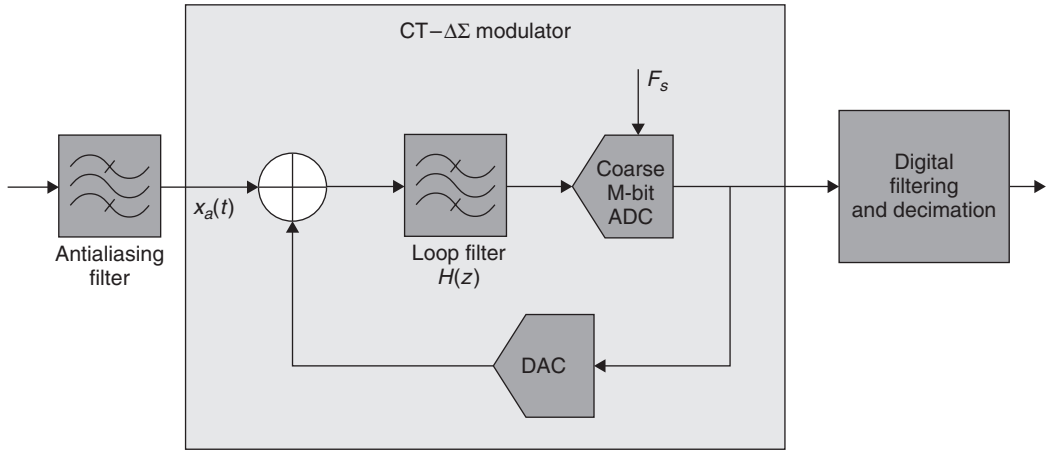 CT–ΔΣ modulator
F_s
Coarse
M-bit
ADC
Digital
filtering
and decimation
x_a(t)
Antialiasing
filter
Loop filter
H(z)
DAC